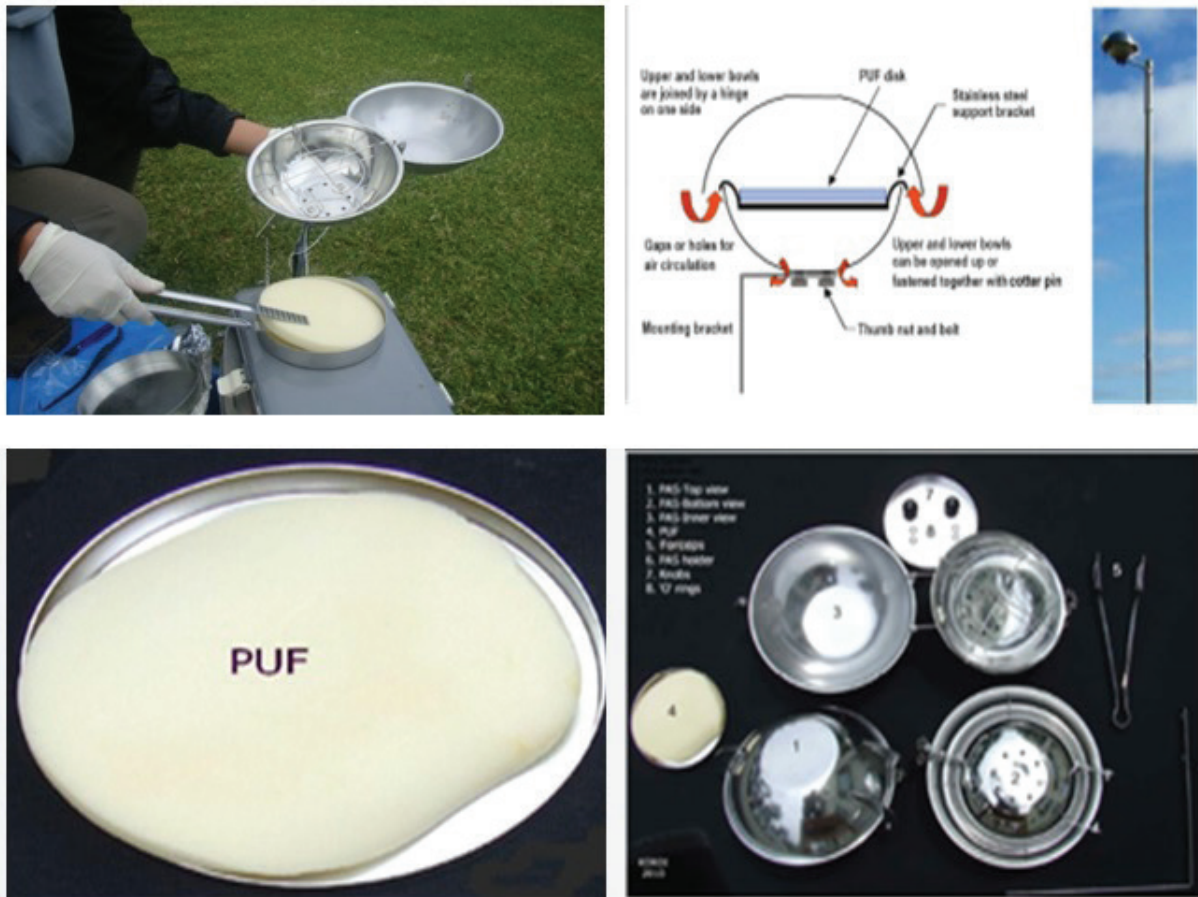 Upper and lower bowls
are joined by a hinge
on one side
PUF disk
Stainless steel
support bracket
Gaps or holes for
air circulation
Upper and lower bowls
can be opened up or
fastened together with cotter pin
Mounting bracket
Thumb nut and bolt
PUF
1. PAS-Top view
2. PAS-Bottom view
3. PAS-Inner view
4. PUF
5. Forceps
6. PAS holder
7. Knobs
8. 'O' rings
7
8
5
3
4
1
2
2010